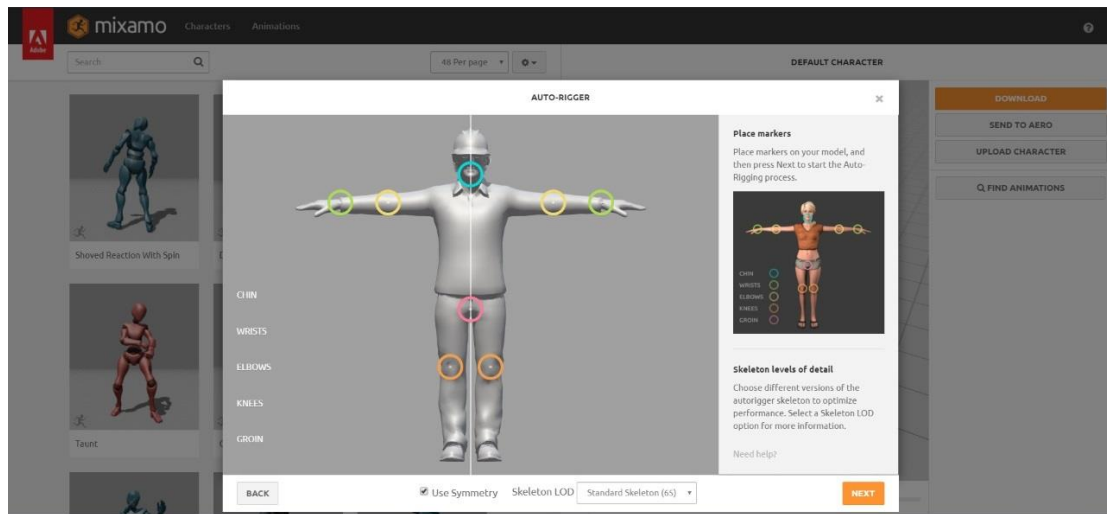 Adobe
mixamo
Characters
Animations
Search
48 Per page
DEFAULT CHARACTER
AUTO-RIGGER
DOWNLOAD
SEND TO AERO
UPLOAD CHARACTER
FIND ANIMATIONS
Shoved Reaction With Spin
Taunt
CHIN
WRISTS
ELBOWS
KNEES
GROIN
Place markers
Place markers on your model, and
then press Next to start the Auto-
Rigging process.
CHIN
WRISTS
ELBOWS
KNEES
GROIN
Skeleton levels of detail
Choose different versions of the
autorigger skeleton to optimize
performance. Select a Skeleton LOD
option for more information.
Need help?
BACK
Use Symmetry
Skeleton LOD
Standard Skeleton (65)
NEXT